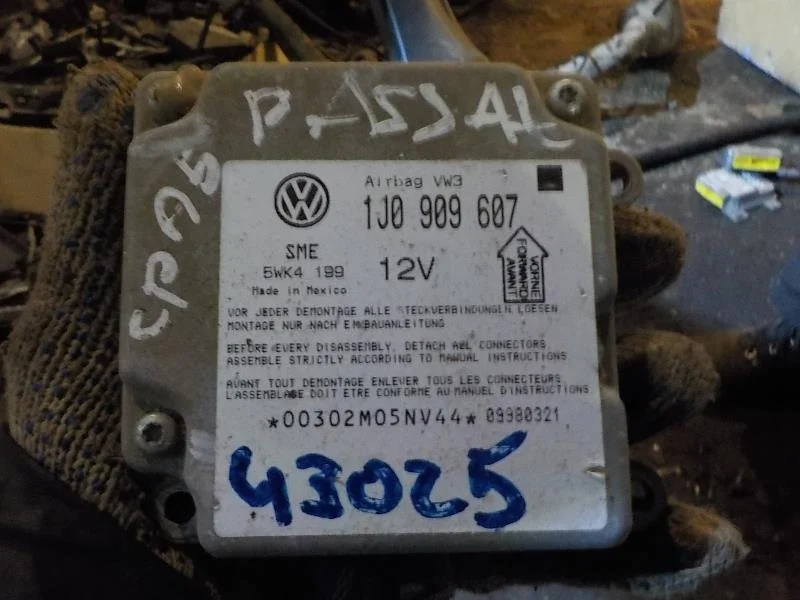 PASSAL
CPA5
Airbag VW3
1J0 909 607
SME
5WK4 199
12V
Made in Mexico
VORNE
FORWARD
AVANT
VOR JEDER DEMONTAGE ALLE STECKVERBINDUNGEN LOESEN
MONTAGE NUR NACH EINBAUANLEITUNG
BEFORE EVERY DISASSEMBLY, DETACH ALL CONNECTORS.
ASSEMBLE STRICTLY ACCORDING TO MANUAL INSTRUCTIONS.
AVANT TOUT DEMONTAGE ENLEVER TOUS LES CONNECTEURS.
L'ASSEMBLAGE DOIT ETRE CONFORME AU MANUEL D'INSTRUCTIONS.
*00302M05NV44* 09980321
43025